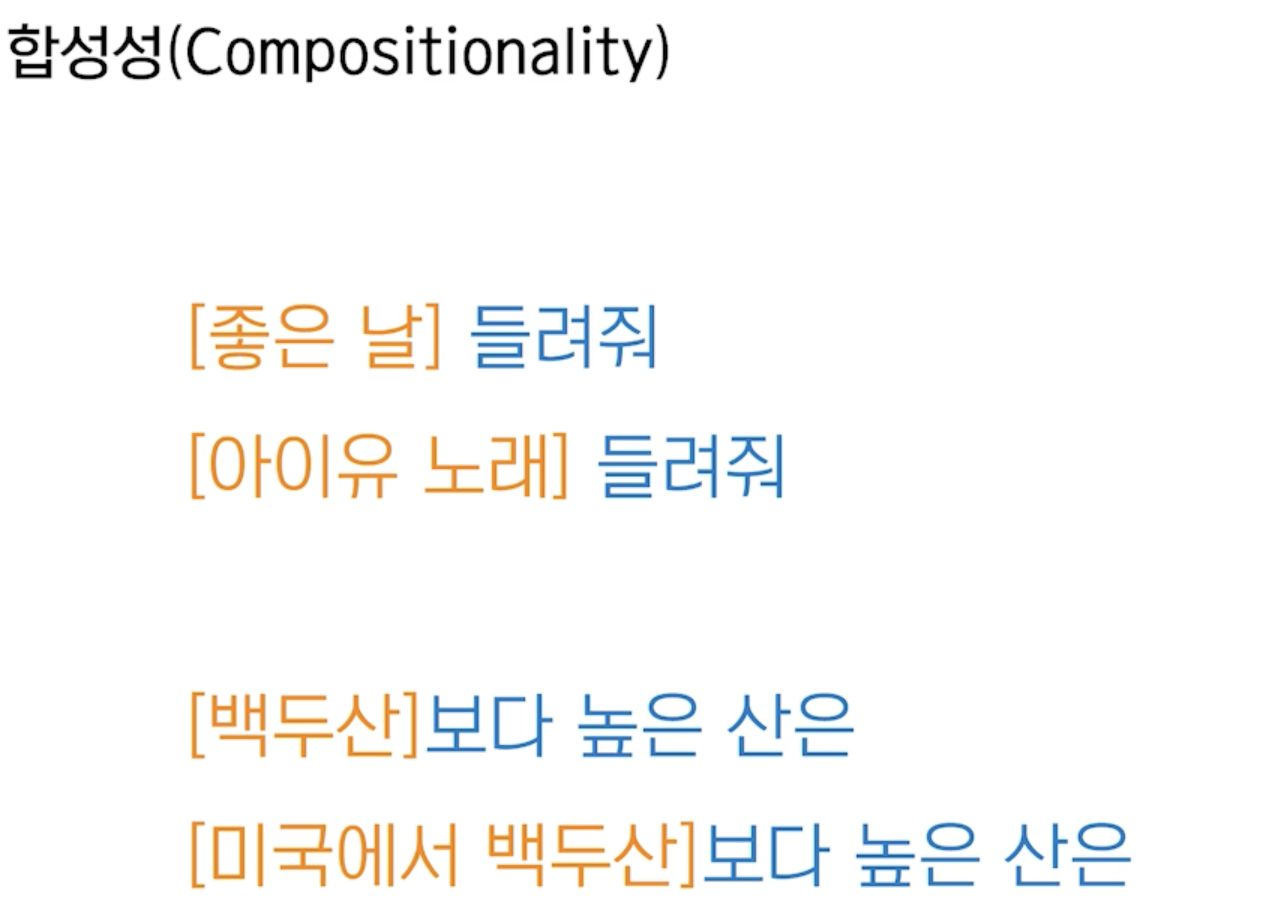 합성성(Compositionality)
[좋은 날] 들려줘
[아이유 노래] 들려줘
[백두산]보다 높은 산은
[미국에서 백두산]보다 높은 산은